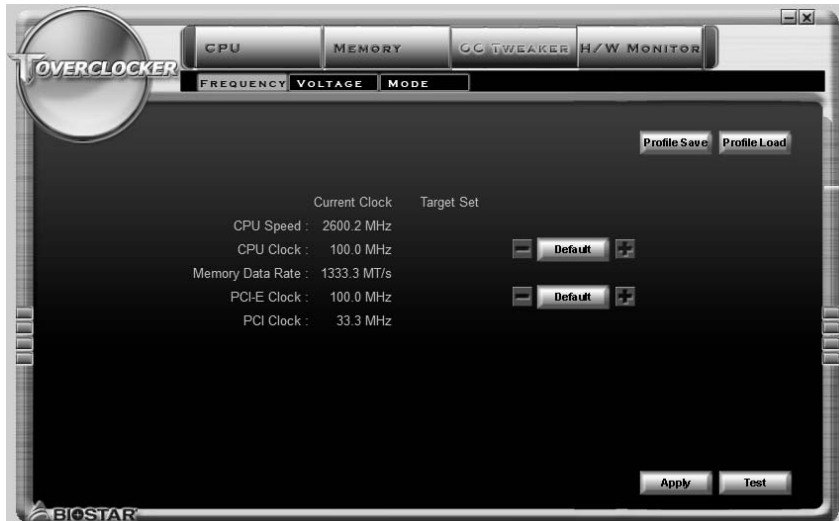 TOVERCLOCKER
CPU MEMORY OC TWEAKER H/W MONITOR
FREQUENCY VOLTAGE MODE
Profile Save Profile Load
Current Clock Target Set
CPU Speed : 2600.2 MHz
CPU Clock : 100.0 MHz Default
Memory Data Rate : 1333.3 MT/s
PCI-E Clock : 100.0 MHz Default
PCI Clock : 33.3 MHz
Apply Test
BIOSTAR